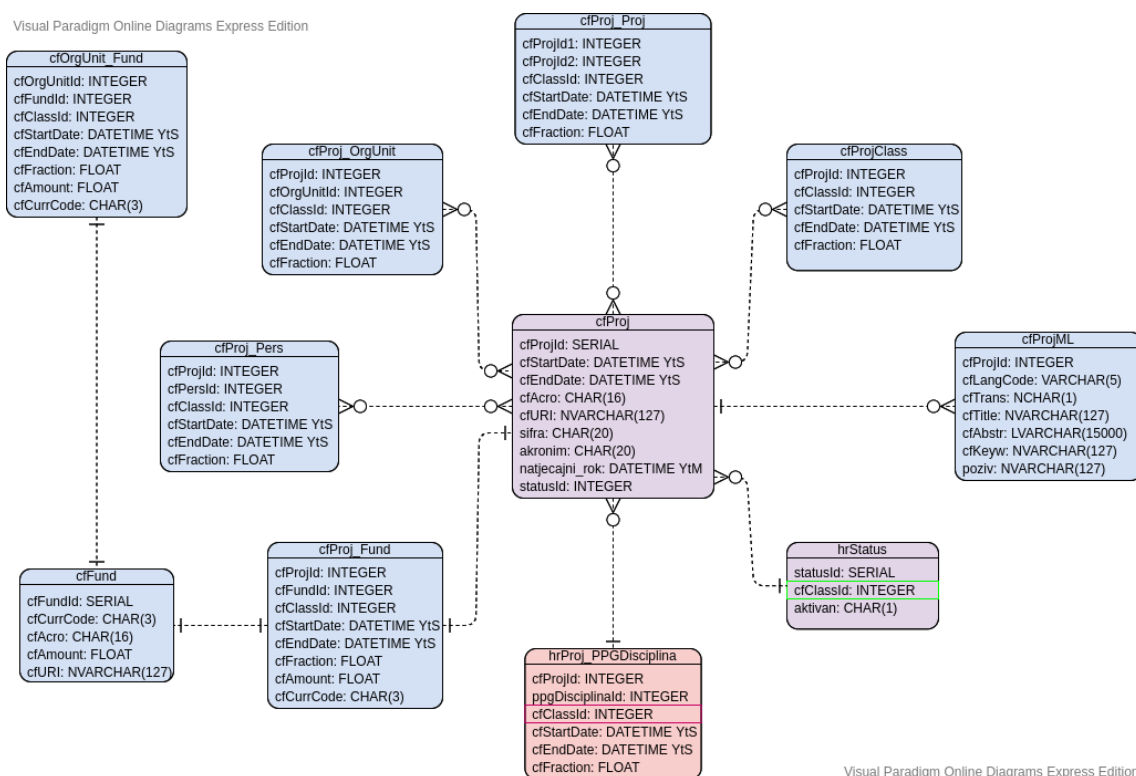 Visual Paradigm Online Diagrams Express Edition
cfProj_Proj
cfProjId1: INTEGER
cfProjId2: INTEGER
cfClassId: INTEGER
cfStartDate: DATETIME YtS
cfEndDate: DATETIME YtS
cfFraction: FLOAT
cfOrgUnit_Fund
cfOrgUnitId: INTEGER
cfFundId: INTEGER
cfClassId: INTEGER
cfStartDate: DATETIME YtS
cfEndDate: DATETIME YtS
cfFraction: FLOAT
cfAmount: FLOAT
cfCurrCode: CHAR(3)
cfProj_OrgUnit
cfProjId: INTEGER
cfOrgUnitId: INTEGER
cfClassId: INTEGER
cfStartDate: DATETIME YtS
cfEndDate: DATETIME YtS
cfFraction: FLOAT
cfProjClass
cfProjId: INTEGER
cfClassId: INTEGER
cfStartDate: DATETIME YtS
cfEndDate: DATETIME YtS
cfFraction: FLOAT
cfProj
cfProjId: SERIAL
cfStartDate: DATETIME YtS
cfEndDate: DATETIME YtS
cfAcro: CHAR(16)
cfURI: NVARCHAR(127)
sifra: CHAR(20)
akronim: CHAR(20)
natjecajni_rok: DATETIME YtM
statusId: INTEGER
cfProj_Pers
cfProjId: INTEGER
cfPersId: INTEGER
cfClassId: INTEGER
cfStartDate: DATETIME YtS
cfEndDate: DATETIME YtS
cfFraction: FLOAT
cfProjML
cfProjId: INTEGER
cfLangCode: VARCHAR(5)
cfTrans: NCHAR(1)
cfTitle: NVARCHAR(127)
cfAbstr: LVARCHAR(15000)
cfKeyw: NVARCHAR(127)
poziv: NVARCHAR(127)
cfFund
cfFundId: SERIAL
cfCurrCode: CHAR(3)
cfAcro: CHAR(16)
cfAmount: FLOAT
cfURI: NVARCHAR(127)
cfProj_Fund
cfProjId: INTEGER
cfFundId: INTEGER
cfClassId: INTEGER
cfStartDate: DATETIME YtS
cfEndDate: DATETIME YtS
cfFraction: FLOAT
cfAmount: FLOAT
cfCurrCode: CHAR(3)
hrStatus
statusId: SERIAL
cfClassId: INTEGER
aktivan: CHAR(1)
hrProj_PPGDisciplina
cfProjId: INTEGER
ppgDisciplinaId: INTEGER
cfClassId: INTEGER
cfStartDate: DATETIME YtS
cfEndDate: DATETIME YtS
cfFraction: FLOAT
Visual Paradigm Online Diagrams Express Edition